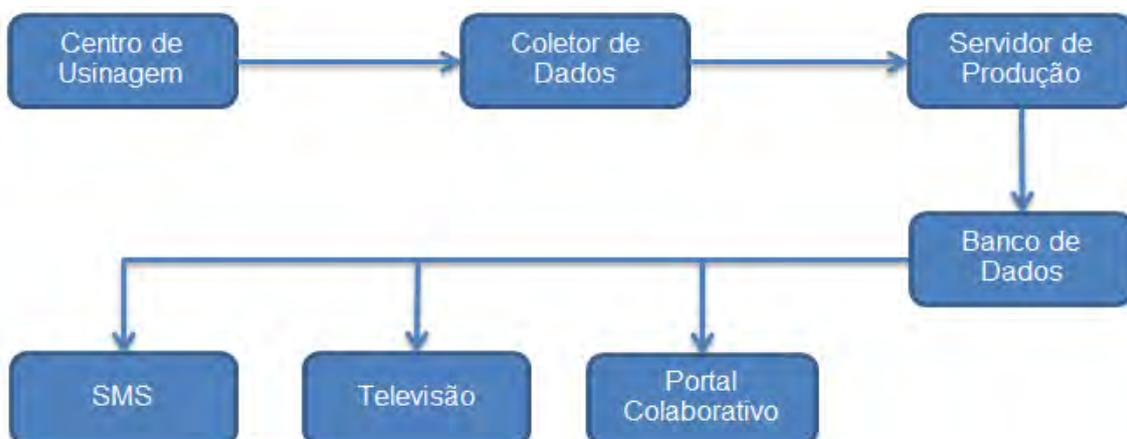 Centro de
Usinagem
Coletor de
Dados
Servidor de
Produção
Banco de
Dados
SMS
Televisão
Portal
Colaborativo